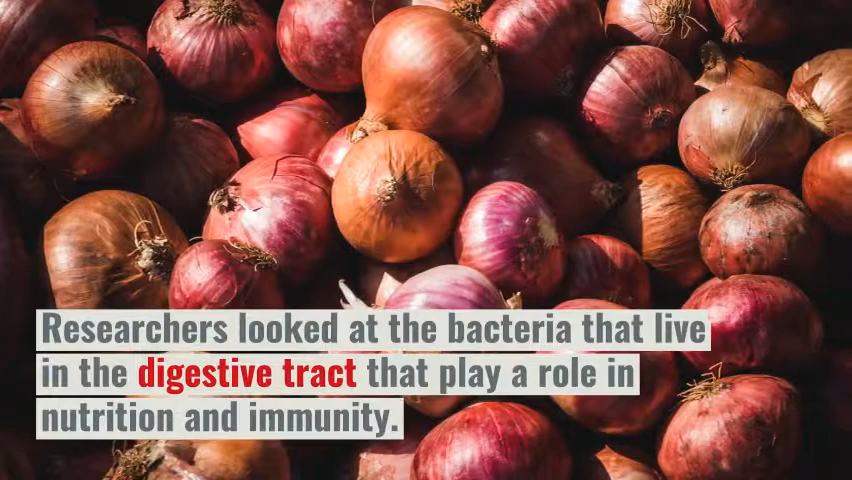 Researchers looked at the bacteria that live
in the digestive tract that play a role in
nutrition and immunity.